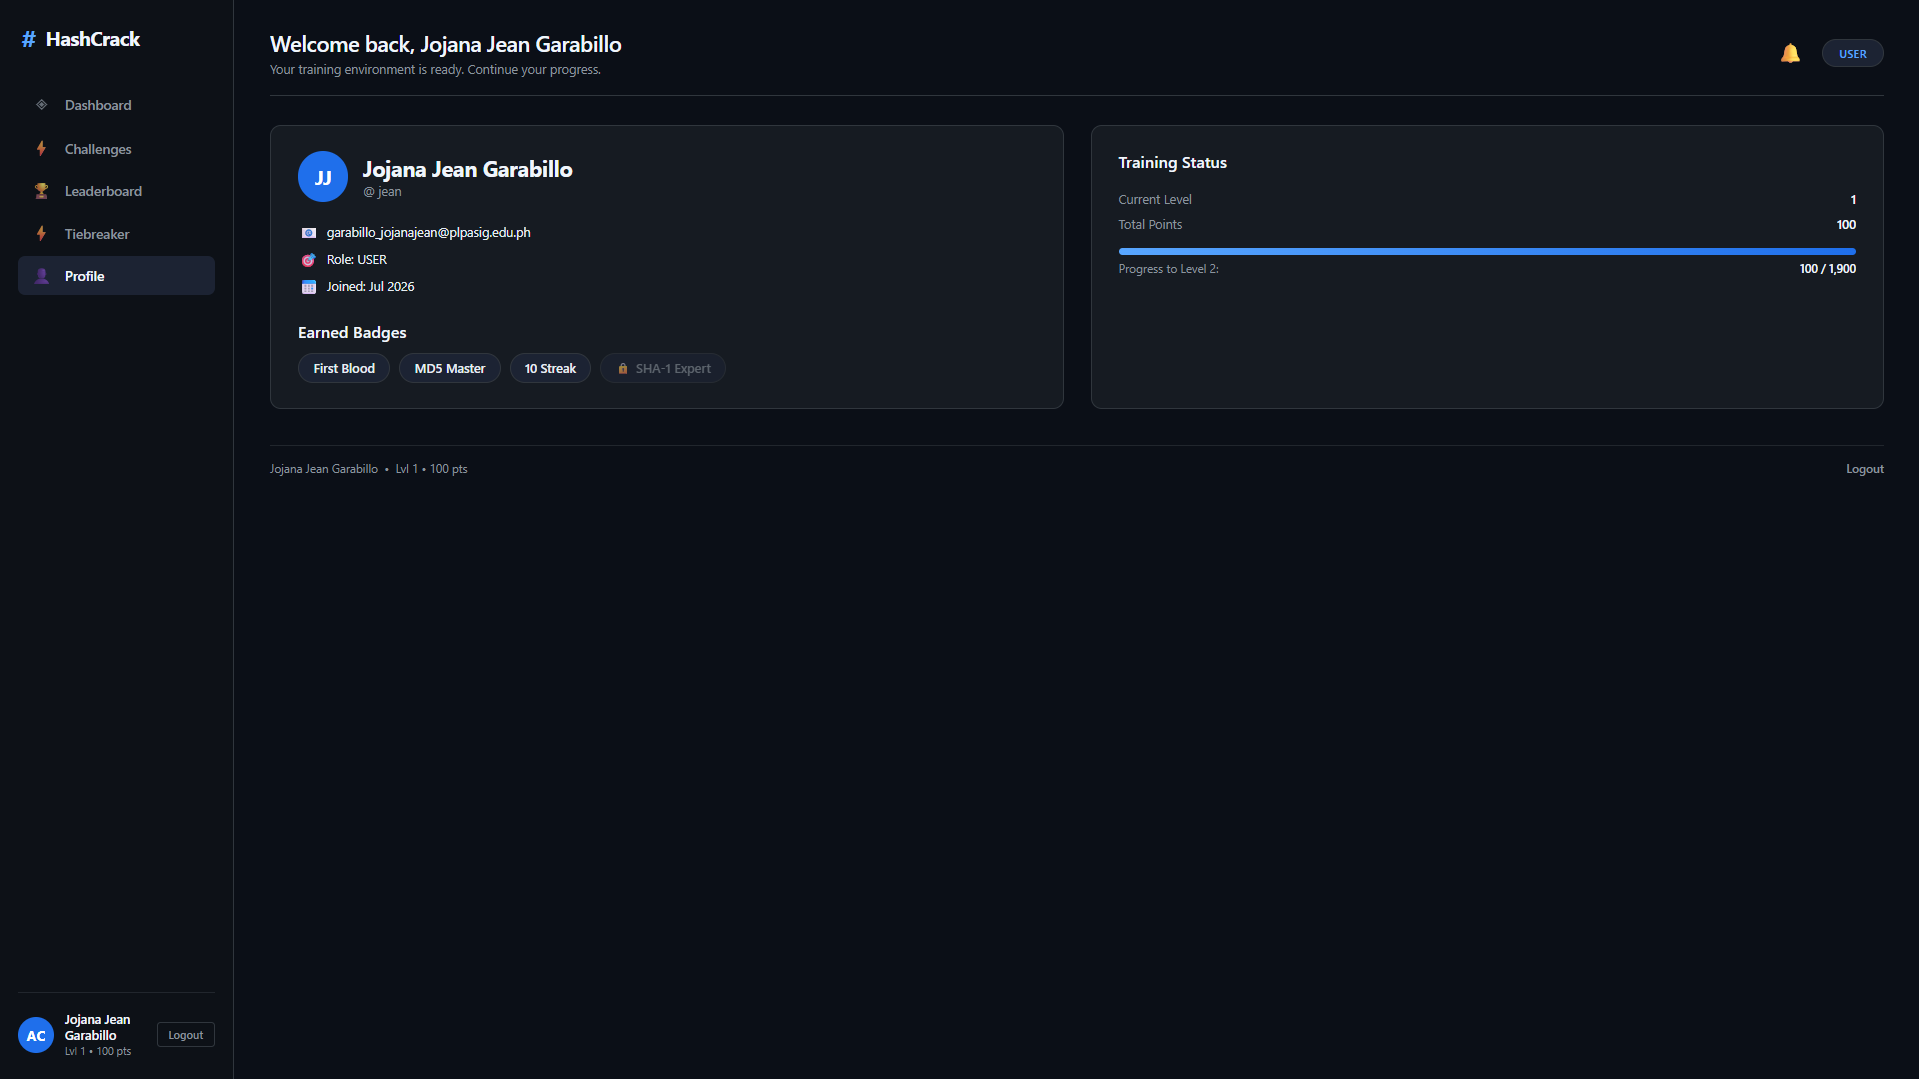 # HashCrack
Dashboard
Challenges
Leaderboard
Tiebreaker
Profile
Welcome back, Jojana Jean Garabillo
Your training environment is ready. Continue your progress.
USER
JJ
Jojana Jean Garabillo
@ jean
garabillo_jojanajean@plpasig.edu.ph
Role: USER
Joined: Jul 2026
Earned Badges
First Blood
MD5 Master
10 Streak
SHA-1 Expert
Training Status
Current Level 1
Total Points 100
Progress to Level 2: 100 / 1,900
Jojana Jean Garabillo • Lvl 1 • 100 pts
Logout
AC
Jojana Jean
Garabillo
Lvl 1 • 100 pts
Logout